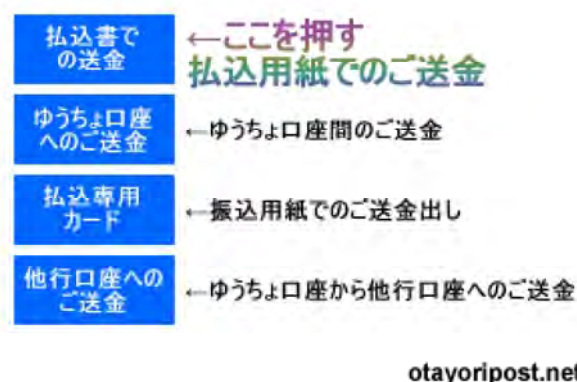 払込書で
の送金
←ここを押す
払込用紙でのご送金
ゆうちょ口座
へのご送金
←ゆうちょ口座間のご送金
払込専用
カード
←振込用紙でのご送金出し
他行口座への
ご送金
←ゆうちょ口座から他行口座へのご送金
otayoripost.net